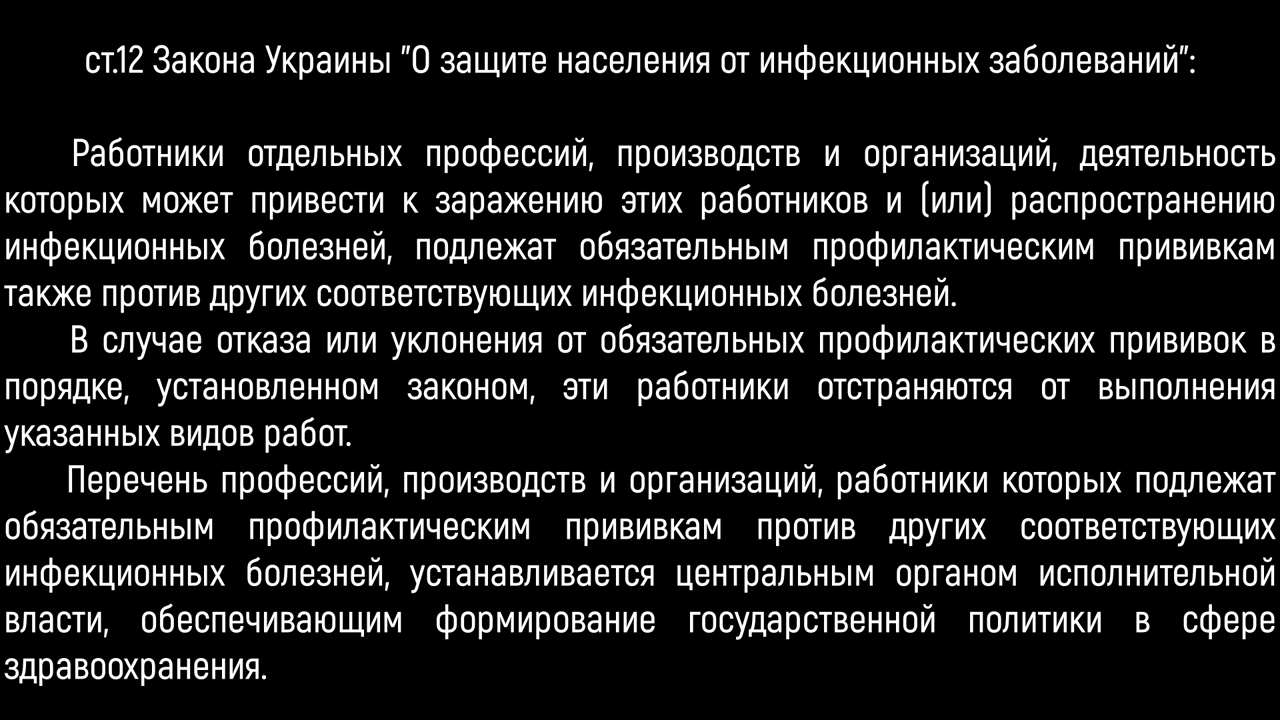 ст.12 Закона Украины "О защите населения от инфекционных заболеваний":
Работники отдельных профессий, производств и организаций, деятельность
которых может привести к заражению этих работников и (или) распространению
инфекционных болезней, подлежат обязательным профилактическим прививкам
также против других соответствующих инфекционных болезней.
В случае отказа или уклонения от обязательных профилактических прививок в
порядке, установленном законом, эти работники отстраняются от выполнения
указанных видов работ.
Перечень профессий, производств и организаций, работники которых подлежат
обязательным профилактическим прививкам против других соответствующих
инфекционных болезней, устанавливается центральным органом исполнительной
власти, обеспечивающим формирование государственной политики в сфере
здравоохранения.